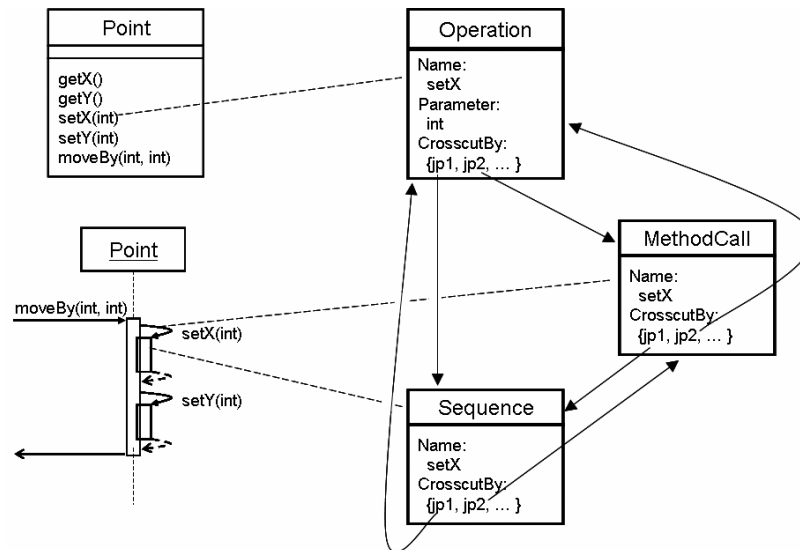 Point
getX()
getY()
setX(int)
setY(int)
moveBy(int, int)
Operation
Name:
setX
Parameter:
int
CrosscutBy:
{jp1, jp2, ... }
MethodCall
Name:
setX
CrosscutBy:
{jp1, jp2, ... }
Point
moveBy(int, int)
setX(int)
setY(int)
Sequence
Name:
setX
CrosscutBy:
{jp1, jp2, ... }